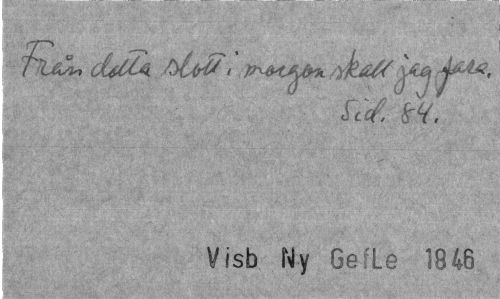 Från detta slott i morgon skall jag fara.
Sid. 84.
Visb Ny GefLe 1846